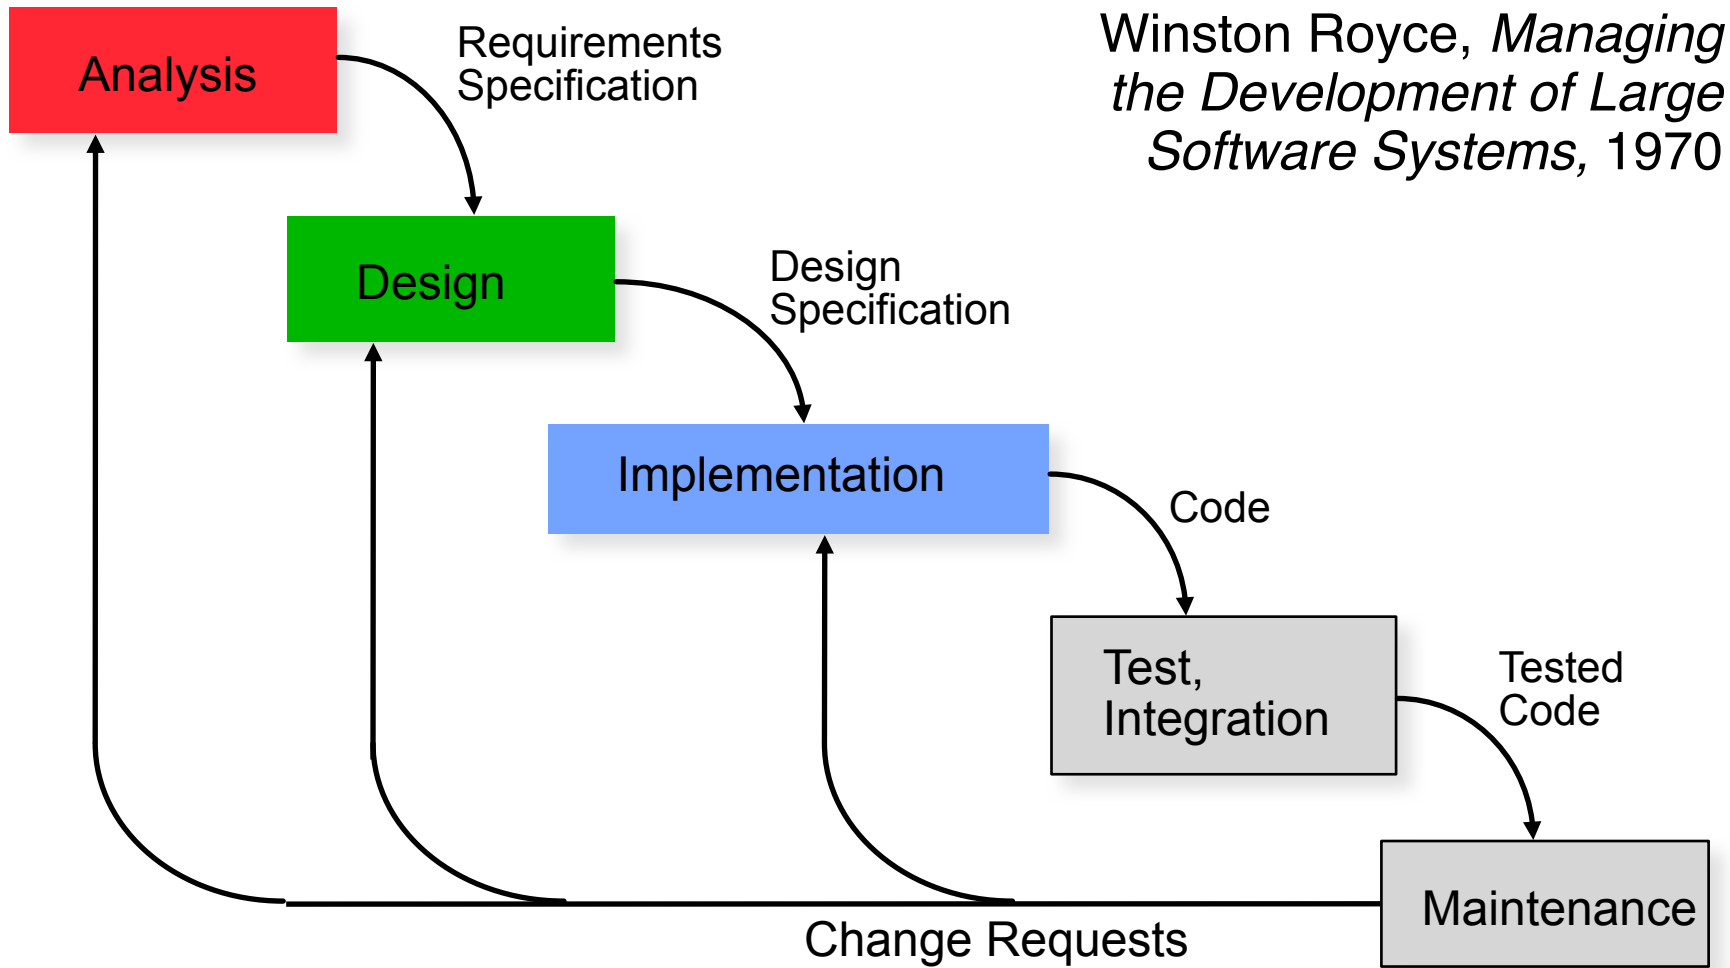 Analysis
Requirements
Specification
Winston Royce, Managing
the Development of Large
Software Systems, 1970
Design
Design
Specification
Implementation
Code
Test,
Integration
Tested
Code
Maintenance
Change Requests